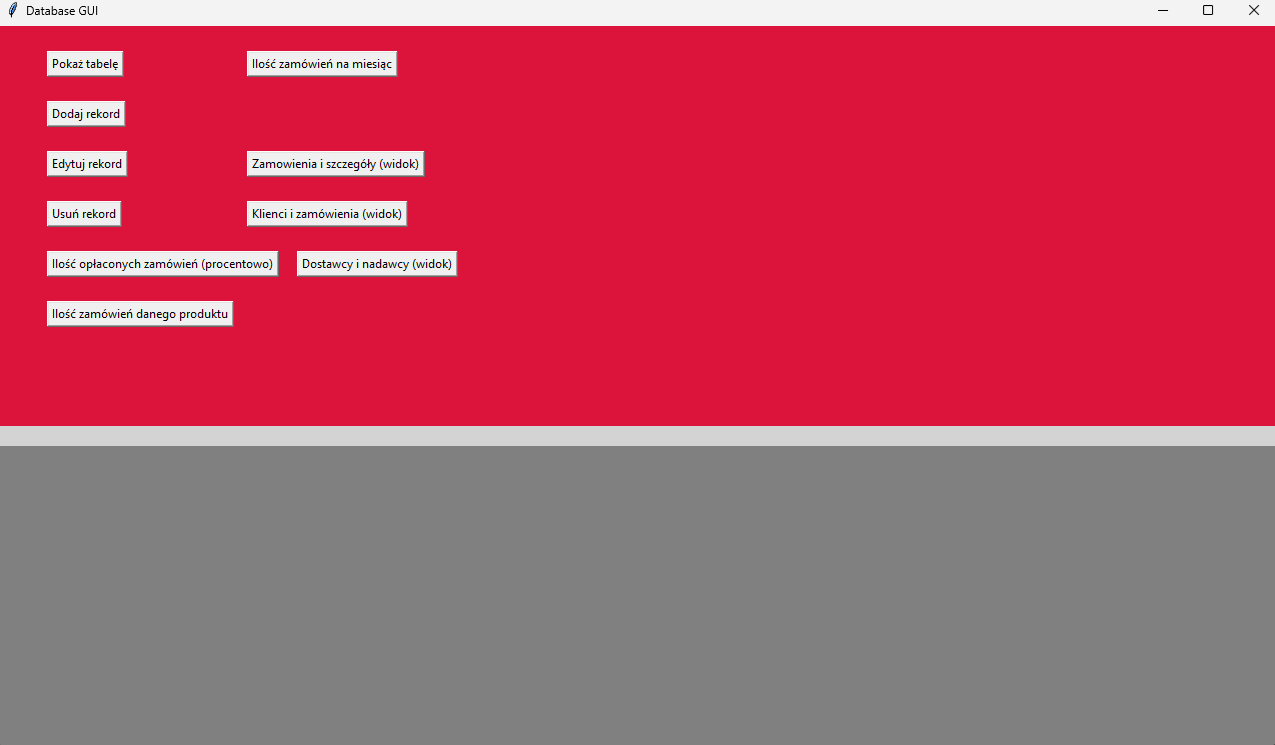 Database GUI
Pokaż tabelę
Ilość zamówień na miesiąc
Dodaj rekord
Edytuj rekord
Zamowienia i szczegóły (widok)
Usuń rekord
Klienci i zamówienia (widok)
Ilość opłaconych zamówień (procentowo)
Dostawcy i nadawcy (widok)
Ilość zamówień danego produktu